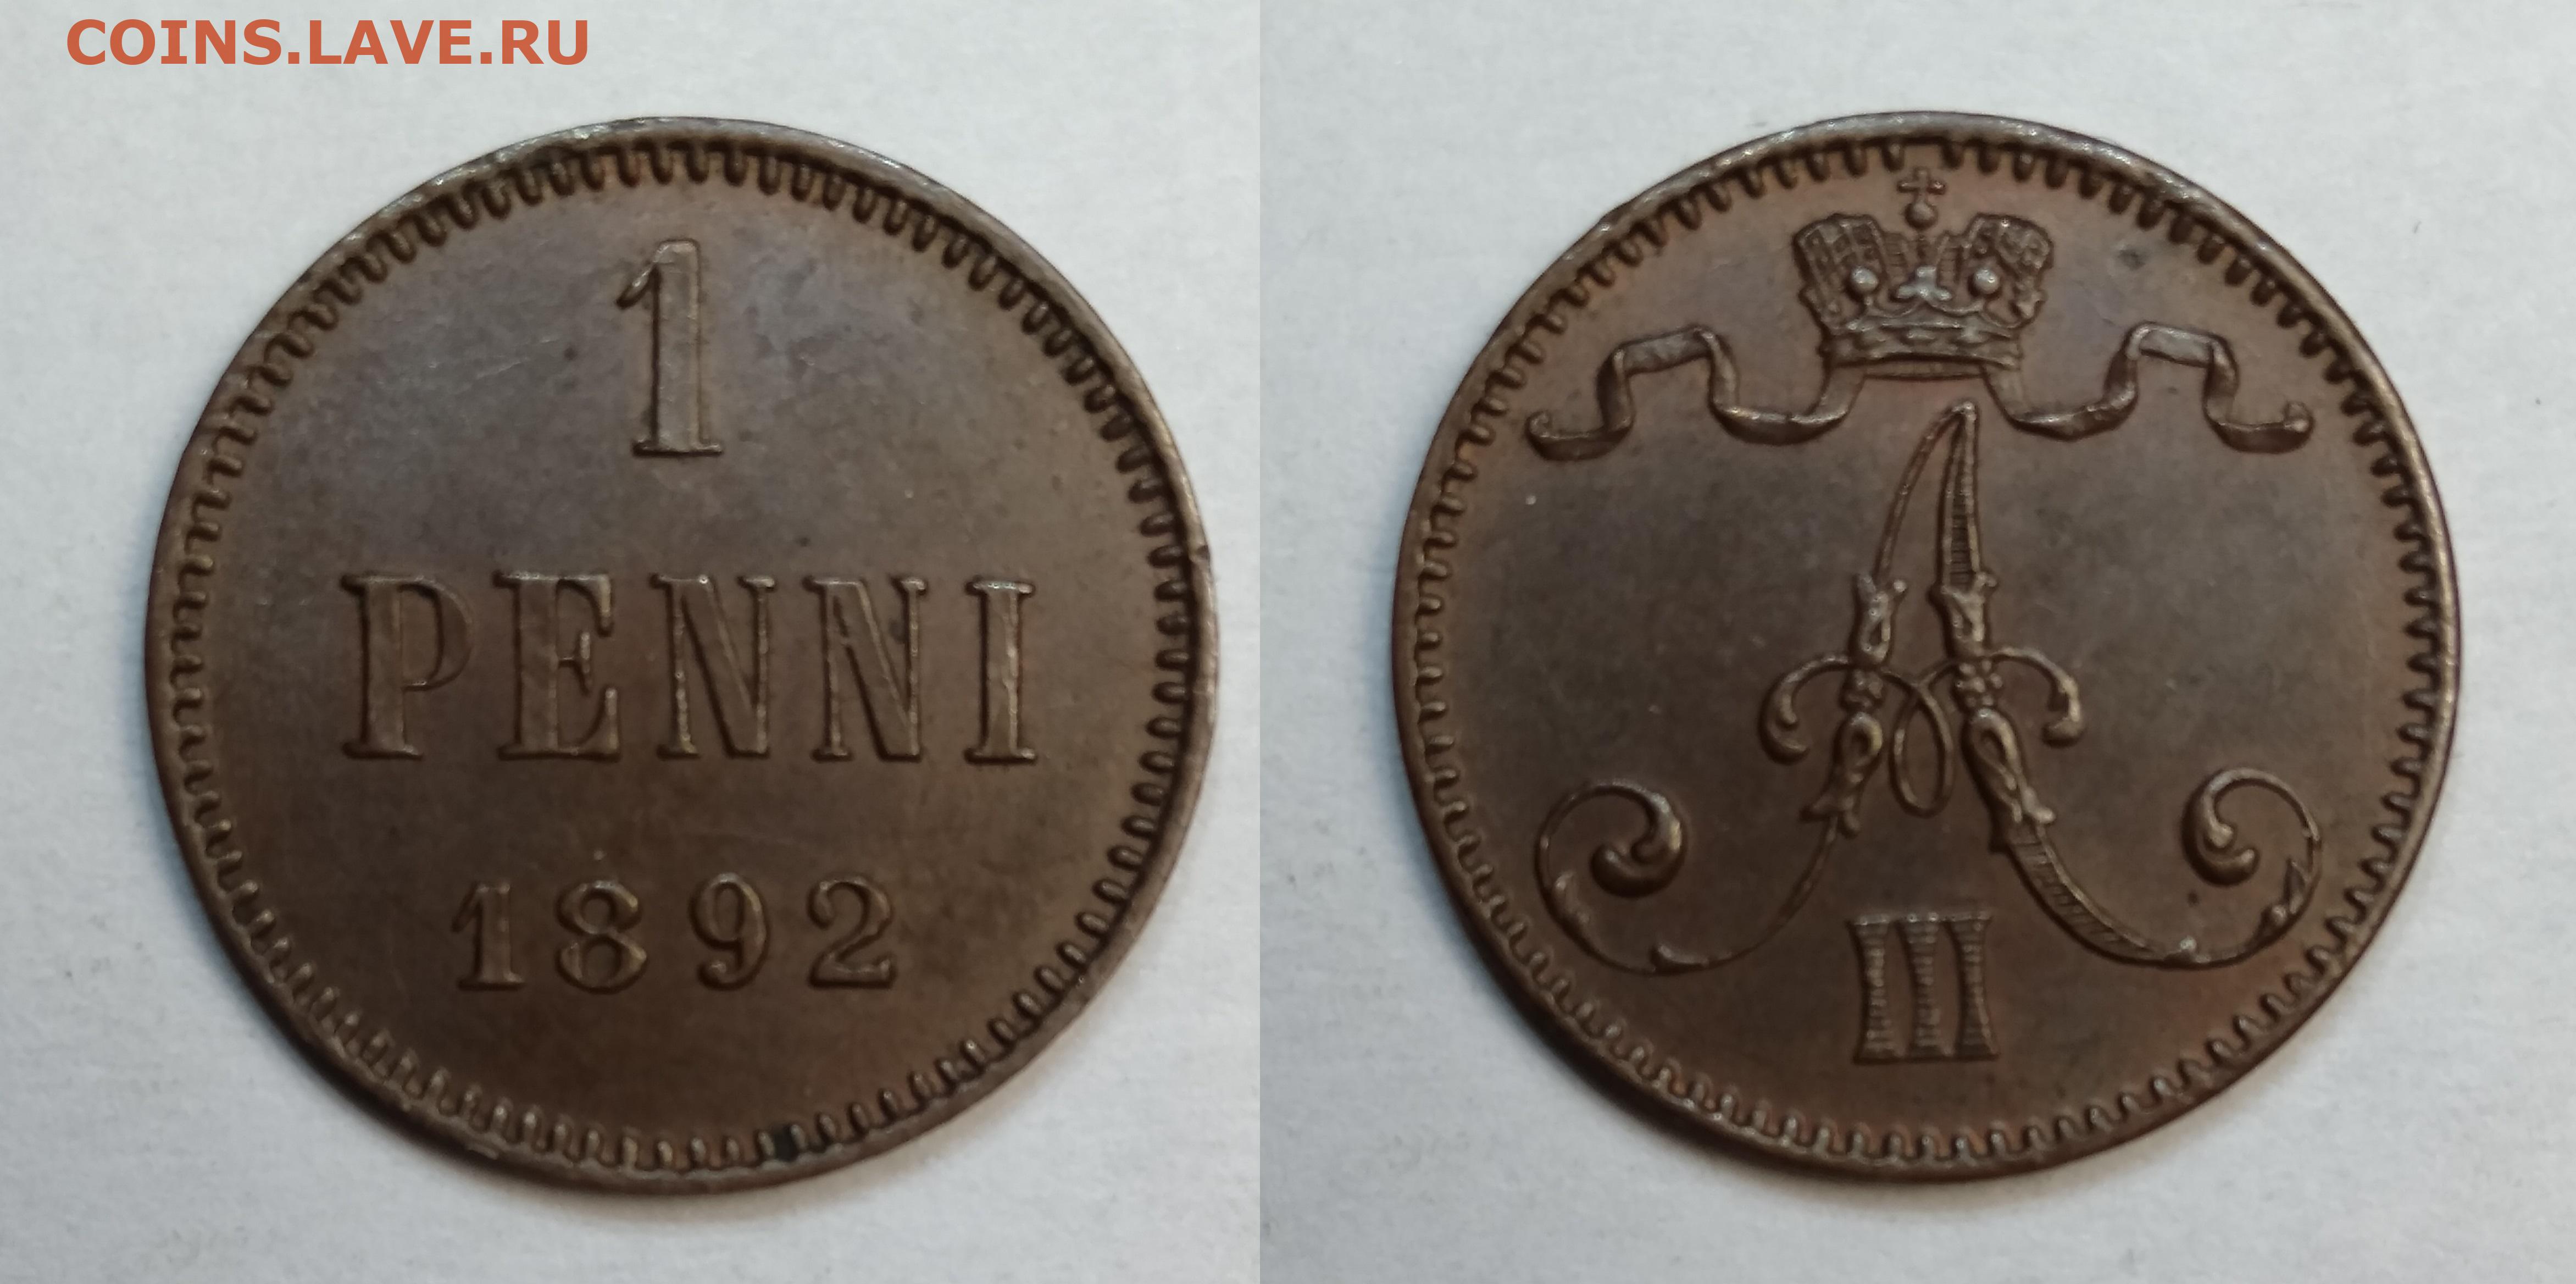 COINS.LAVE.RU
1
PENNI
1892
A
III